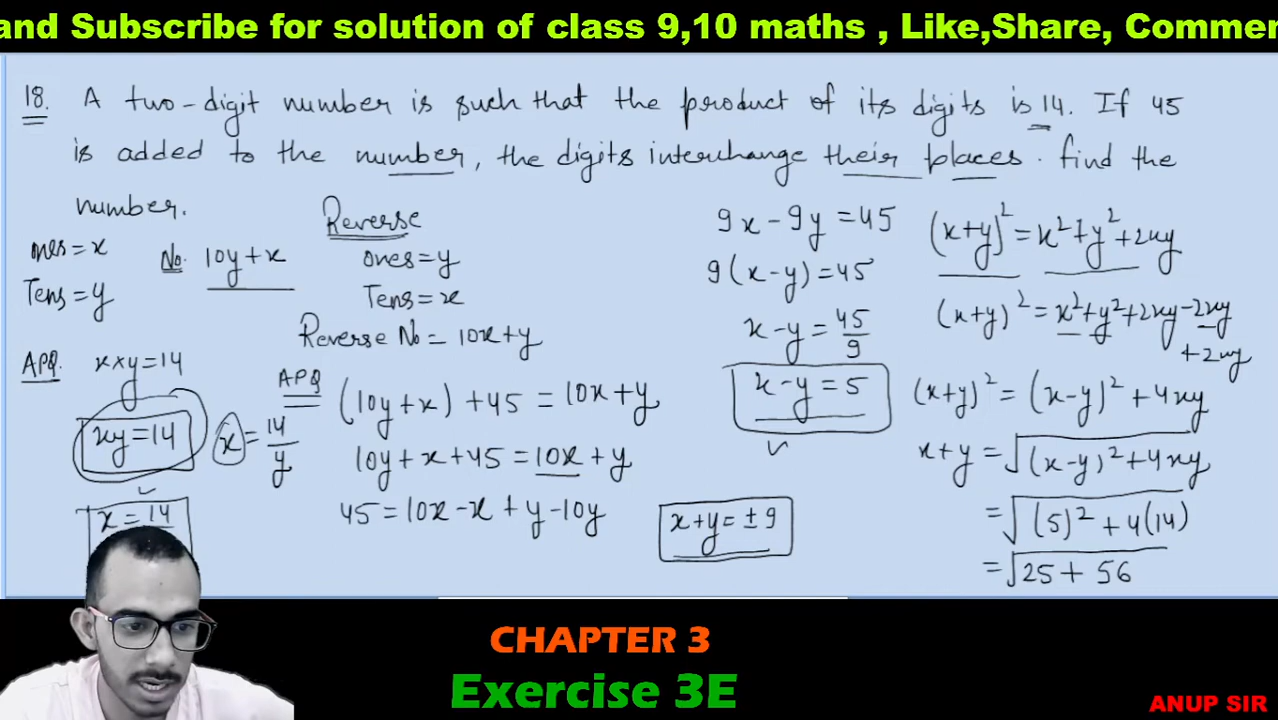 and Subscribe for solution of class 9,10 maths , Like,Share, Commen
18. A two-digit number is such that the product of its digits is 14. If 45
is added to the number, the digits interchange their places. find the
number.
ones = x
Tens = y
No. 10y+x
Reverse
ones = y
Tens = x
Reverse No = 10x+y
APQ. x×y=14
xy=14
x = 14/y
x = 14
APQ
(10y+x)+45 = 10x+y
10y+x+45 = 10x+y
45 = 10x-x+y-10y
9x-9y=45
9(x-y)=45
x-y = 45/9
x-y=5
x+y=±9
(x+y)² = x²+y²+2xy
(x+y)² = x²+y²+2xy-2xy
+2xy
(x+y)² = (x-y)²+4xy
x+y = √(x-y)²+4xy
= √(5)²+4(14)
= √25+56
CHAPTER 3
Exercise 3E
ANUP SIR